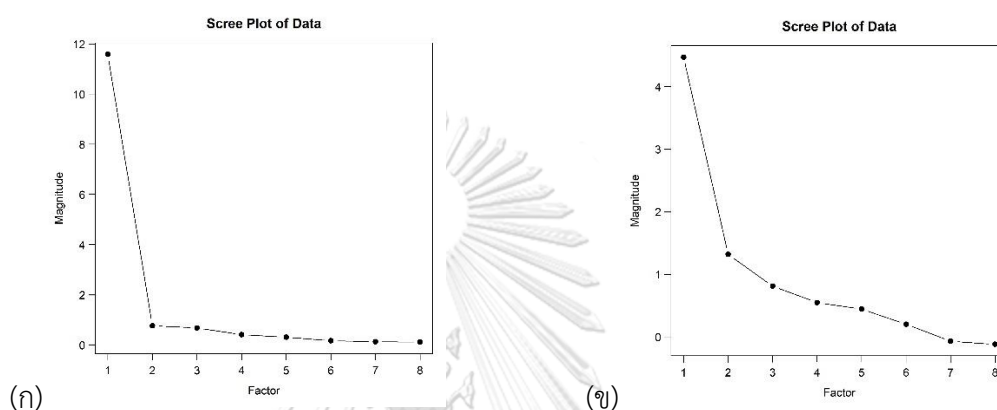 Scree Plot of Data
12
10
8
6
4
2
0
Magnitude
1 2 3 4 5 6 7 8
Factor
(ก)
Scree Plot of Data
4
3
2
1
0
Magnitude
1 2 3 4 5 6 7 8
Factor
(ข)